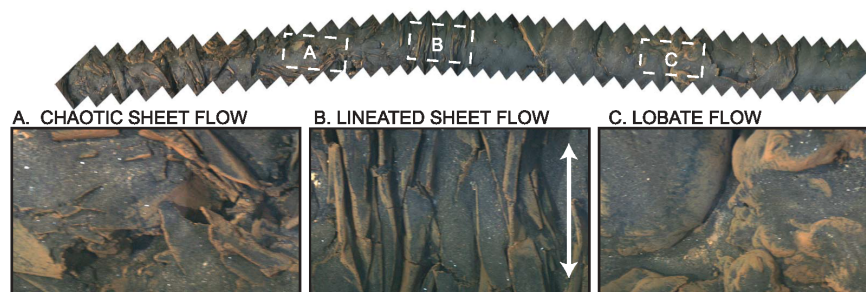 A
B
C
A. CHAOTIC SHEET FLOW
B. LINEATED SHEET FLOW
C. LOBATE FLOW